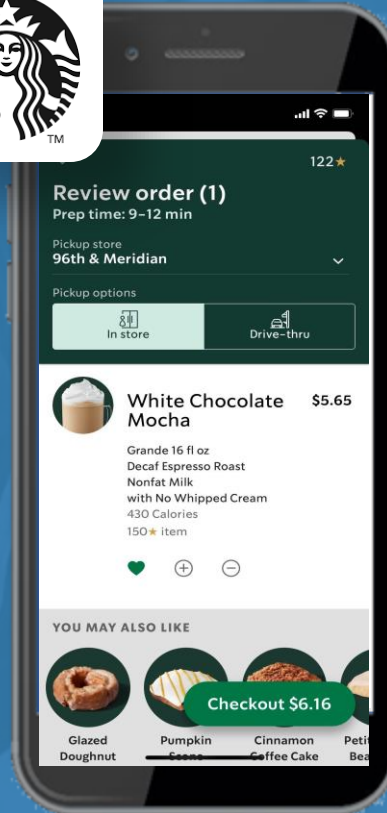 TM
122★
Review order (1)
Prep time: 9–12 min
Pickup store
96th & Meridian
Pickup options
In store
Drive-thru
White Chocolate Mocha
$5.65
Grande 16 fl oz
Decaf Espresso Roast
Nonfat Milk
with No Whipped Cream
430 Calories
150★ item
YOU MAY ALSO LIKE
Checkout $6.16
Glazed
Doughnut
Pumpkin
Scone
Cinnamon
Coffee Cake